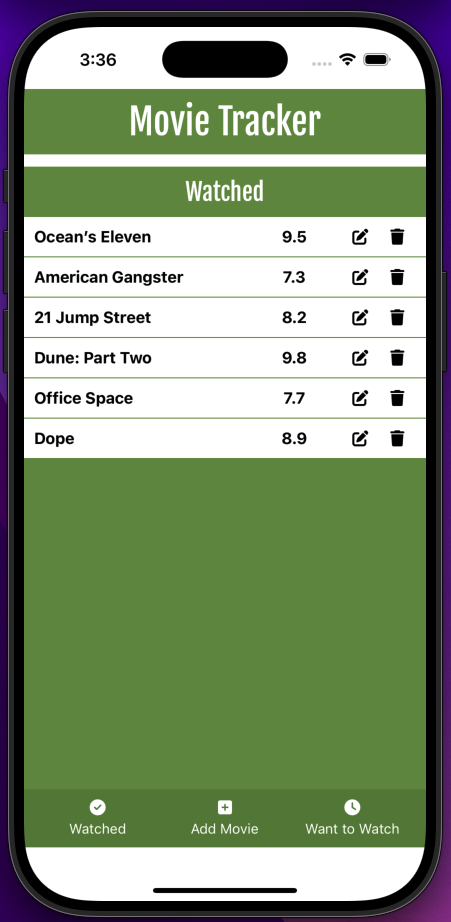 3:36
Movie Tracker
Watched
Ocean’s Eleven 9.5
American Gangster 7.3
21 Jump Street 8.2
Dune: Part Two 9.8
Office Space 7.7
Dope 8.9
Watched Add Movie Want to Watch